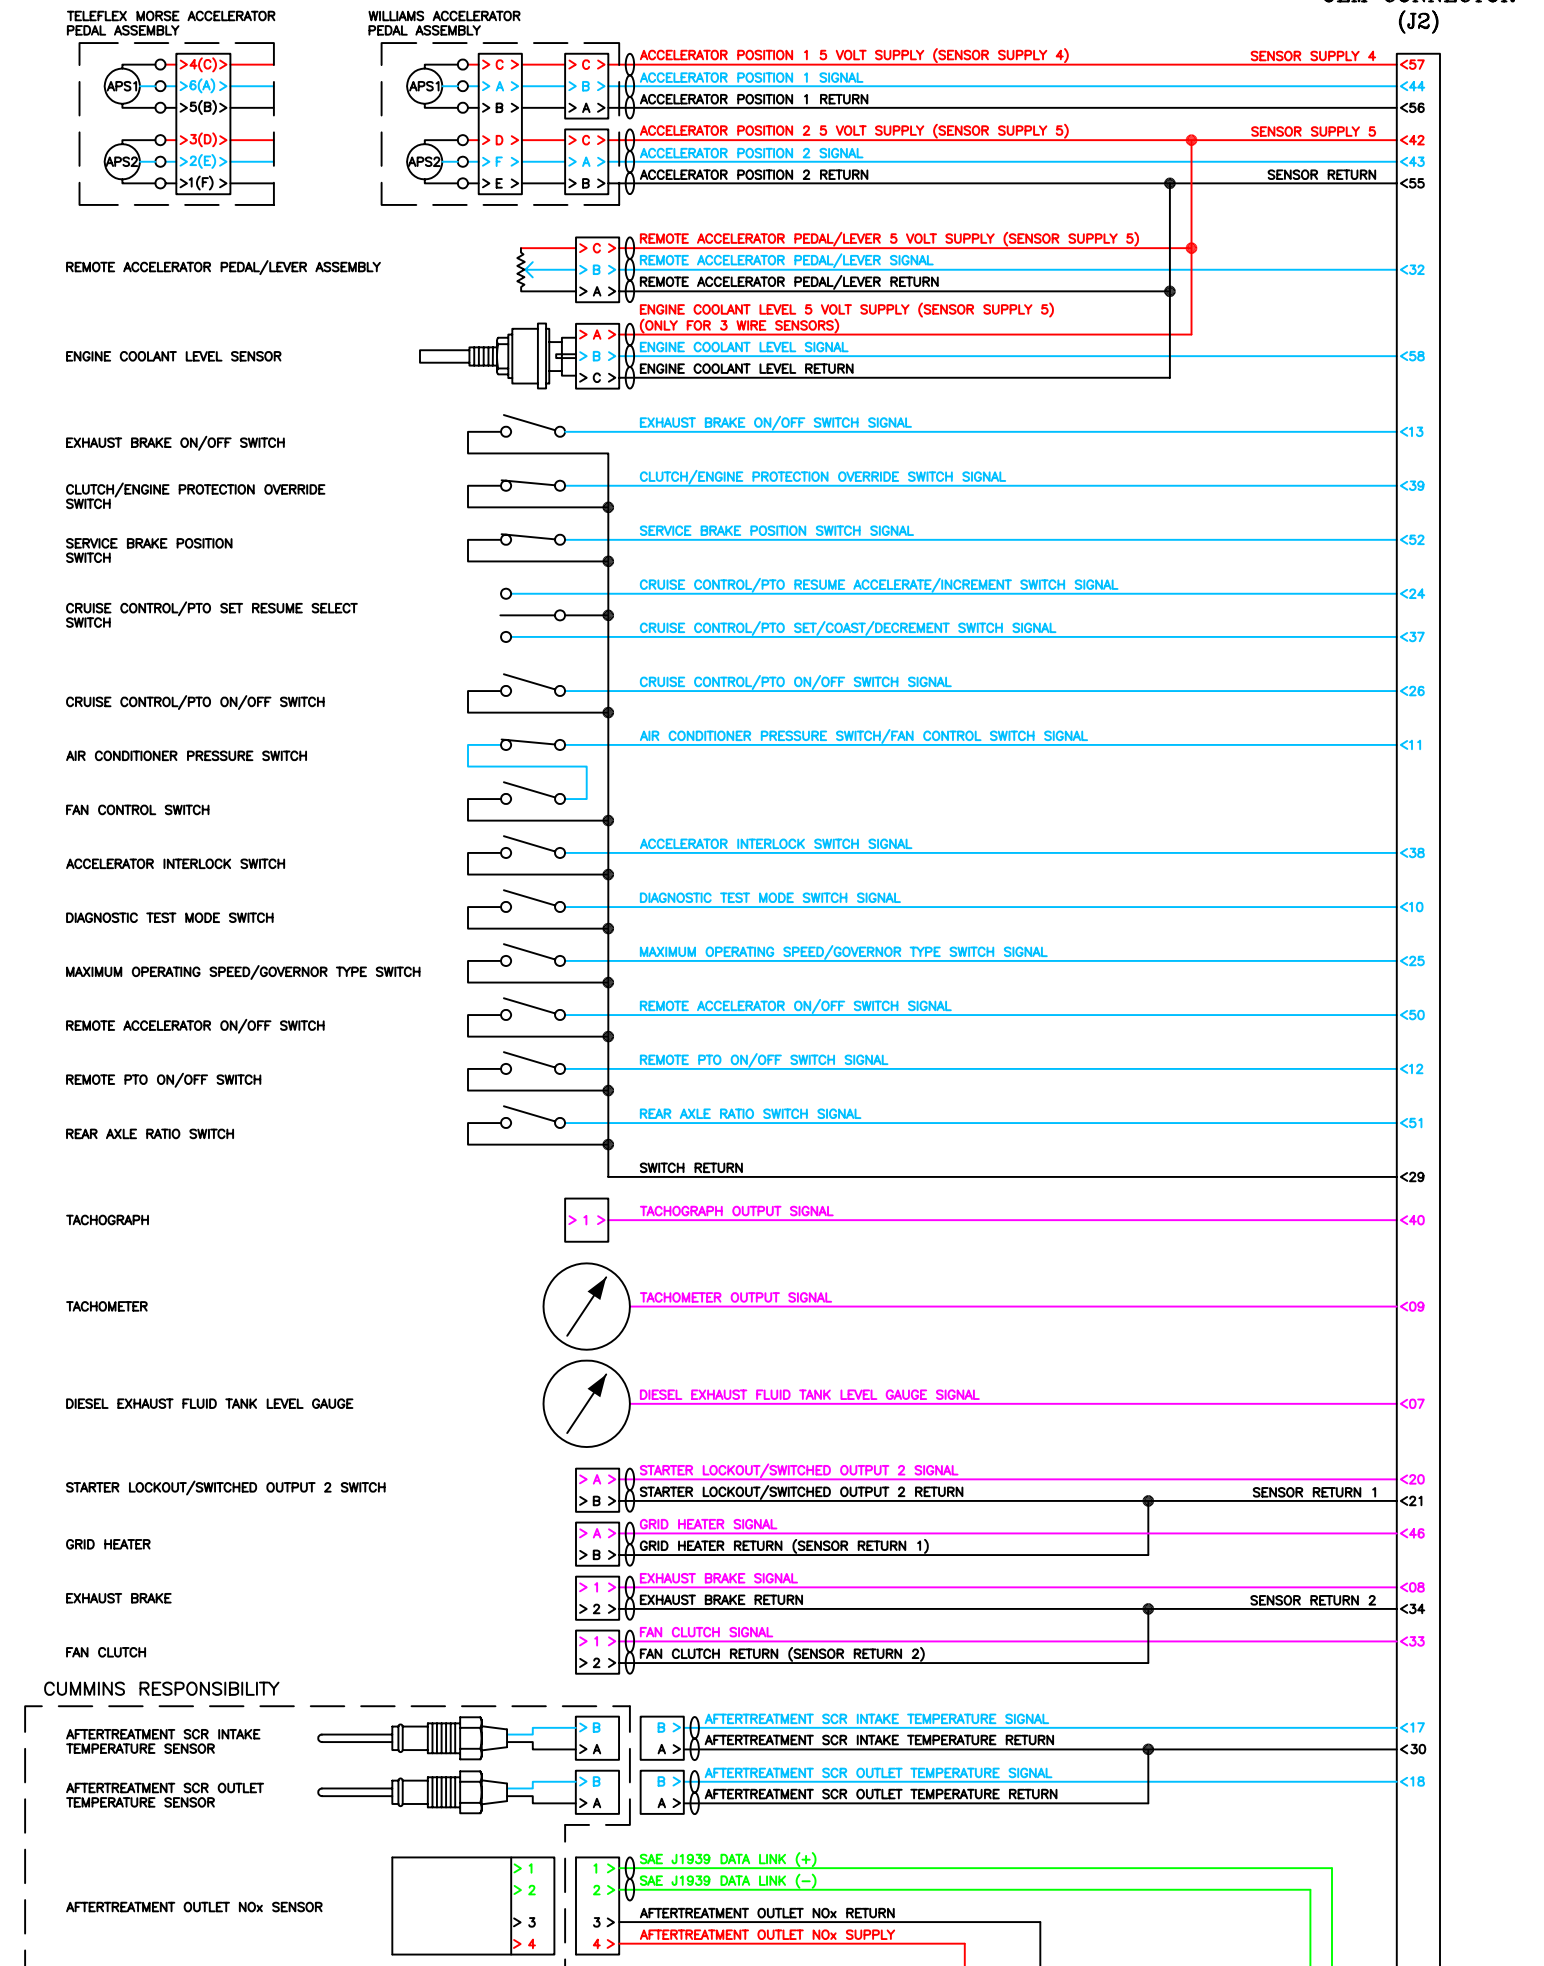 (J2)
TELEFLEX MORSE ACCELERATOR
PEDAL ASSEMBLY
WILLIAMS ACCELERATOR
PEDAL ASSEMBLY
APS1
>4(C)>
>6(A)>
>5(B)>
APS2
>3(D)>
>2(E)>
>1(F) >
APS1
> C >
> A >
> B >
APS2
> D >
> F >
> E >
> C >
ACCELERATOR POSITION 1 5 VOLT SUPPLY (SENSOR SUPPLY 4)
SENSOR SUPPLY 4
<57
> B >
ACCELERATOR POSITION 1 SIGNAL
<44
> A >
ACCELERATOR POSITION 1 RETURN
<56
> C >
ACCELERATOR POSITION 2 5 VOLT SUPPLY (SENSOR SUPPLY 5)
SENSOR SUPPLY 5
<42
> A >
ACCELERATOR POSITION 2 SIGNAL
<43
> B >
ACCELERATOR POSITION 2 RETURN
SENSOR RETURN
<55
REMOTE ACCELERATOR PEDAL/LEVER ASSEMBLY
> C >
REMOTE ACCELERATOR PEDAL/LEVER 5 VOLT SUPPLY (SENSOR SUPPLY 5)
> B >
REMOTE ACCELERATOR PEDAL/LEVER SIGNAL
<32
> A >
REMOTE ACCELERATOR PEDAL/LEVER RETURN
ENGINE COOLANT LEVEL SENSOR
ENGINE COOLANT LEVEL 5 VOLT SUPPLY (SENSOR SUPPLY 5)
(ONLY FOR 3 WIRE SENSORS)
> A >
> B >
ENGINE COOLANT LEVEL SIGNAL
<58
> C >
ENGINE COOLANT LEVEL RETURN
EXHAUST BRAKE ON/OFF SWITCH
EXHAUST BRAKE ON/OFF SWITCH SIGNAL
<13
CLUTCH/ENGINE PROTECTION OVERRIDE
SWITCH
CLUTCH/ENGINE PROTECTION OVERRIDE SWITCH SIGNAL
<39
SERVICE BRAKE POSITION
SWITCH
SERVICE BRAKE POSITION SWITCH SIGNAL
<52
CRUISE CONTROL/PTO SET RESUME SELECT
SWITCH
CRUISE CONTROL/PTO RESUME ACCELERATE/INCREMENT SWITCH SIGNAL
<24
CRUISE CONTROL/PTO SET/COAST/DECREMENT SWITCH SIGNAL
<37
CRUISE CONTROL/PTO ON/OFF SWITCH
CRUISE CONTROL/PTO ON/OFF SWITCH SIGNAL
<26
AIR CONDITIONER PRESSURE SWITCH
AIR CONDITIONER PRESSURE SWITCH/FAN CONTROL SWITCH SIGNAL
<11
FAN CONTROL SWITCH
ACCELERATOR INTERLOCK SWITCH
ACCELERATOR INTERLOCK SWITCH SIGNAL
<38
DIAGNOSTIC TEST MODE SWITCH
DIAGNOSTIC TEST MODE SWITCH SIGNAL
<10
MAXIMUM OPERATING SPEED/GOVERNOR TYPE SWITCH
MAXIMUM OPERATING SPEED/GOVERNOR TYPE SWITCH SIGNAL
<25
REMOTE ACCELERATOR ON/OFF SWITCH
REMOTE ACCELERATOR ON/OFF SWITCH SIGNAL
<50
REMOTE PTO ON/OFF SWITCH
REMOTE PTO ON/OFF SWITCH SIGNAL
<12
REAR AXLE RATIO SWITCH
REAR AXLE RATIO SWITCH SIGNAL
<51
SWITCH RETURN
<29
TACHOGRAPH
> 1 >
TACHOGRAPH OUTPUT SIGNAL
<40
TACHOMETER
TACHOMETER OUTPUT SIGNAL
<09
DIESEL EXHAUST FLUID TANK LEVEL GAUGE
DIESEL EXHAUST FLUID TANK LEVEL GAUGE SIGNAL
<07
STARTER LOCKOUT/SWITCHED OUTPUT 2 SWITCH
> A >
STARTER LOCKOUT/SWITCHED OUTPUT 2 SIGNAL
<20
> B >
STARTER LOCKOUT/SWITCHED OUTPUT 2 RETURN
SENSOR RETURN 1
<21
GRID HEATER
> A >
GRID HEATER SIGNAL
<46
> B >
GRID HEATER RETURN (SENSOR RETURN 1)
EXHAUST BRAKE
> 1 >
EXHAUST BRAKE SIGNAL
<08
> 2 >
EXHAUST BRAKE RETURN
SENSOR RETURN 2
<34
FAN CLUTCH
> 1 >
FAN CLUTCH SIGNAL
<33
> 2 >
FAN CLUTCH RETURN (SENSOR RETURN 2)
CUMMINS RESPONSIBILITY
AFTERTREATMENT SCR INTAKE
TEMPERATURE SENSOR
> B
> A
B >
AFTERTREATMENT SCR INTAKE TEMPERATURE SIGNAL
<17
A >
AFTERTREATMENT SCR INTAKE TEMPERATURE RETURN
<30
AFTERTREATMENT SCR OUTLET
TEMPERATURE SENSOR
> B
> A
B >
AFTERTREATMENT SCR OUTLET TEMPERATURE SIGNAL
<18
A >
AFTERTREATMENT SCR OUTLET TEMPERATURE RETURN
AFTERTREATMENT OUTLET NOx SENSOR
> 1
> 2
> 3
> 4
1 >
SAE J1939 DATA LINK (+)
2 >
SAE J1939 DATA LINK (-)
3 >
AFTERTREATMENT OUTLET NOx RETURN
4 >
AFTERTREATMENT OUTLET NOx SUPPLY